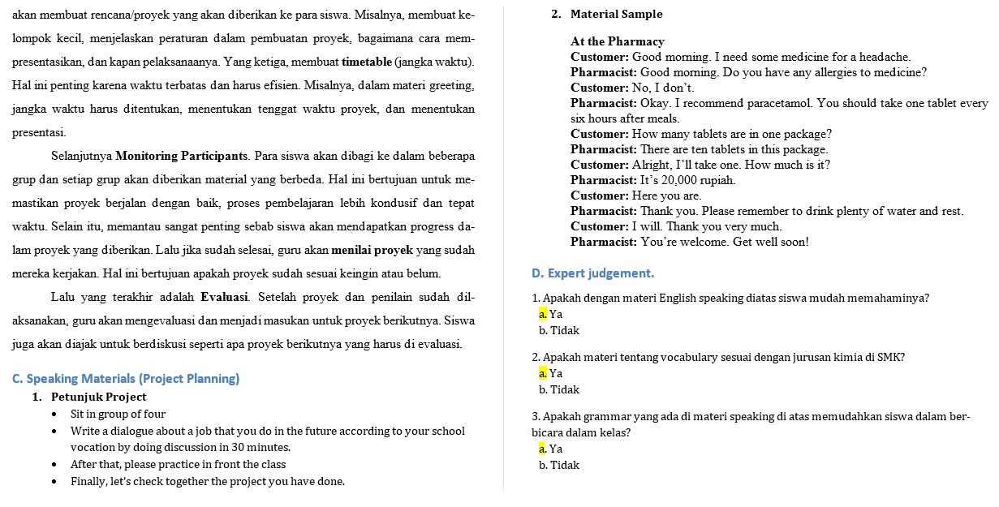 akan membuat rencana/proyek yang akan diberikan ke para siswa. Misalnya, membuat ke-
lompok kecil, menjelaskan peraturan dalam pembuatan proyek, bagaimana cara mem-
presentasikan, dan kapan pelaksanaanya. Yang ketiga, membuat timetable (jangka waktu).
Hal ini penting karena waktu terbatas dan harus efisien. Misalnya, dalam materi greeting,
jangka waktu harus ditentukan, menentukan tenggat waktu proyek, dan menentukan
presentasi.
Selanjutnya Monitoring Participants. Para siswa akan dibagi ke dalam beberapa
grup dan setiap grup akan diberikan material yang berbeda. Hal ini bertujuan untuk me-
mastikan proyek berjalan dengan baik, proses pembelajaran lebih kondusif dan tepat
waktu. Selain itu, memantau sangat penting sebab siswa akan mendapatkan progress da-
lam proyek yang diberikan. Lalu jika sudah selesai, guru akan menilai proyek yang sudah
mereka kerjakan. Hal ini bertujuan apakah proyek sudah sesuai keingin atau belum.
Lalu yang terakhir adalah Evaluasi. Setelah proyek dan penilain sudah dil-
aksanakan, guru akan mengevaluasi dan menjadi masukan untuk proyek berikutnya. Siswa
juga akan diajak untuk berdiskusi seperti apa proyek berikutnya yang harus di evaluasi.
C. Speaking Materials (Project Planning)
1. Petunjuk Project
• Sit in group of four
• Write a dialogue about a job that you do in the future according to your school
vocation by doing discussion in 30 minutes.
• After that, please practice in front the class
• Finally, let's check together the project you have done.
2. Material Sample
At the Pharmacy
Customer: Good morning. I need some medicine for a headache.
Pharmacist: Good morning. Do you have any allergies to medicine?
Customer: No, I don't.
Pharmacist: Okay. I recommend paracetamol. You should take one tablet every
six hours after meals.
Customer: How many tablets are in one package?
Pharmacist: There are ten tablets in this package.
Customer: Alright, I'll take one. How much is it?
Pharmacist: It's 20,000 rupiah.
Customer: Here you are.
Pharmacist: Thank you. Please remember to drink plenty of water and rest.
Customer: I will. Thank you very much.
Pharmacist: You're welcome. Get well soon!
D. Expert judgement.
1. Apakah dengan materi English speaking diatas siswa mudah memahaminya?
a. Ya
b. Tidak
2. Apakah materi tentang vocabulary sesuai dengan jurusan kimia di SMK?
a. Ya
b. Tidak
3. Apakah grammar yang ada di materi speaking di atas memudahkan siswa dalam ber-
bicara dalam kelas?
a. Ya
b. Tidak